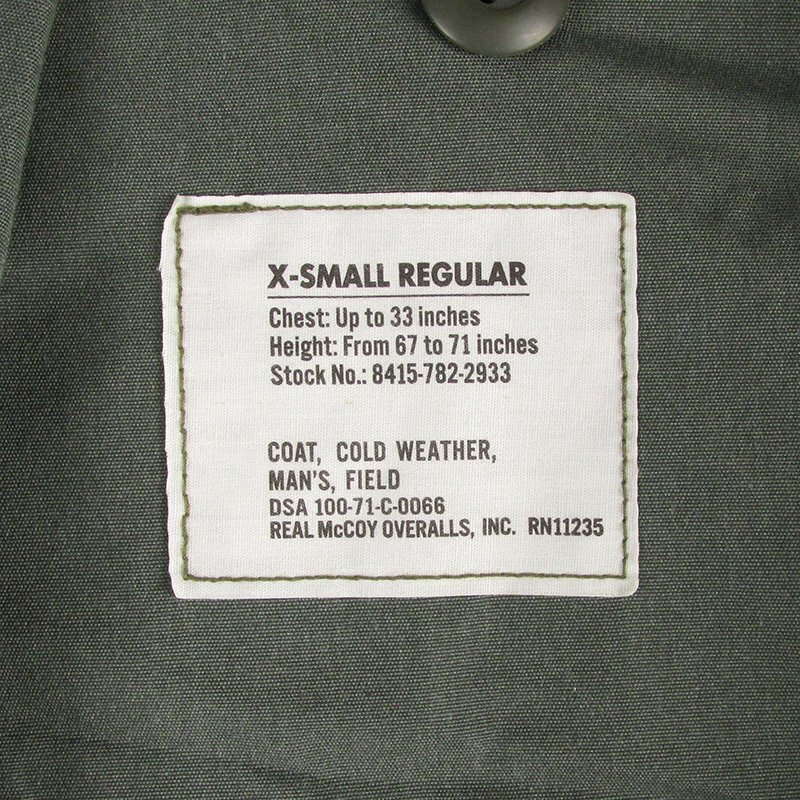 X-SMALL REGULAR
Chest: Up to 33 inches
Height: From 67 to 71 inches
Stock No.: 8415-782-2933
COAT, COLD WEATHER,
MAN'S, FIELD
DSA 100-71-C-0066
REAL McCOY OVERALLS, INC. RN11235